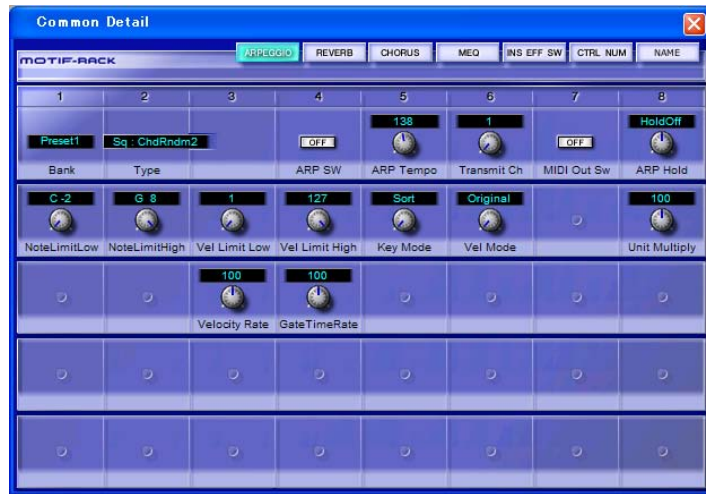 Common Detail
MOTIF-RACK
ARPEGGIO REVERB CHORUS MEQ INS EFF SW CTRL NUM NAME
1 2 3 4 5 6 7 8
138 1 HoldOff
Preset1 Sq : ChdRndm2 OFF OFF
Bank Type ARP SW ARP Tempo Transmit Ch MIDI Out Sw ARP Hold
C -2 G 8 1 127 Sort Original 100
NoteLimitLow NoteLimitHigh Vel Limit Low Vel Limit High Key Mode Vel Mode Unit Multiply
100 100
Velocity Rate GateTimeRate